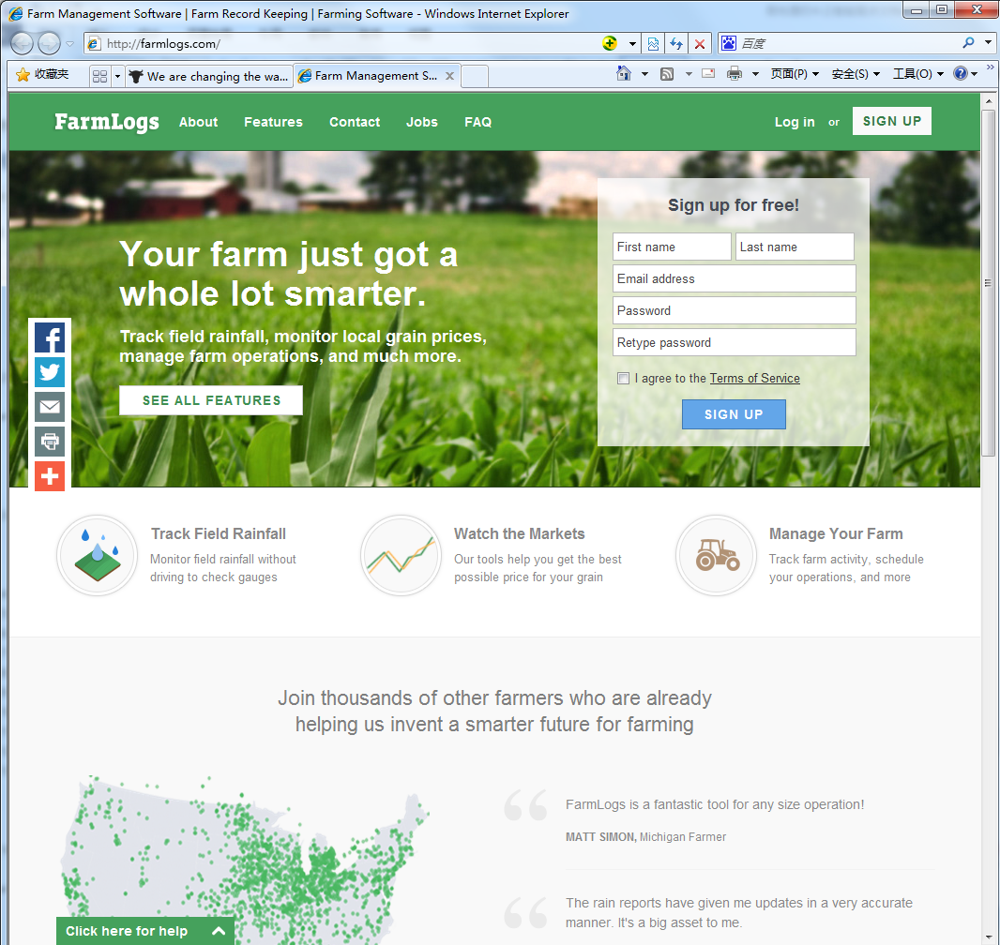 Farm Management Software | Farm Record Keeping | Farming Software - Windows Internet Explorer
http://farmlogs.com/
百度
收藏夹
We are changing the wa...
Farm Management S...
页面(P)
安全(S)
工具(O)
FarmLogs
About
Features
Contact
Jobs
FAQ
Log in
or
SIGN UP
Your farm just got a
whole lot smarter.
Track field rainfall, monitor local grain prices,
manage farm operations, and much more.
SEE ALL FEATURES
Sign up for free!
First name
Last name
Email address
Password
Retype password
I agree to the Terms of Service
SIGN UP
Track Field Rainfall
Monitor field rainfall without
driving to check gauges
Watch the Markets
Our tools help you get the best
possible price for your grain
Manage Your Farm
Track farm activity, schedule
your operations, and more
Join thousands of other farmers who are already
helping us invent a smarter future for farming
FarmLogs is a fantastic tool for any size operation!
MATT SIMON, Michigan Farmer
The rain reports have given me updates in a very accurate
manner. It's a big asset to me.
Click here for help